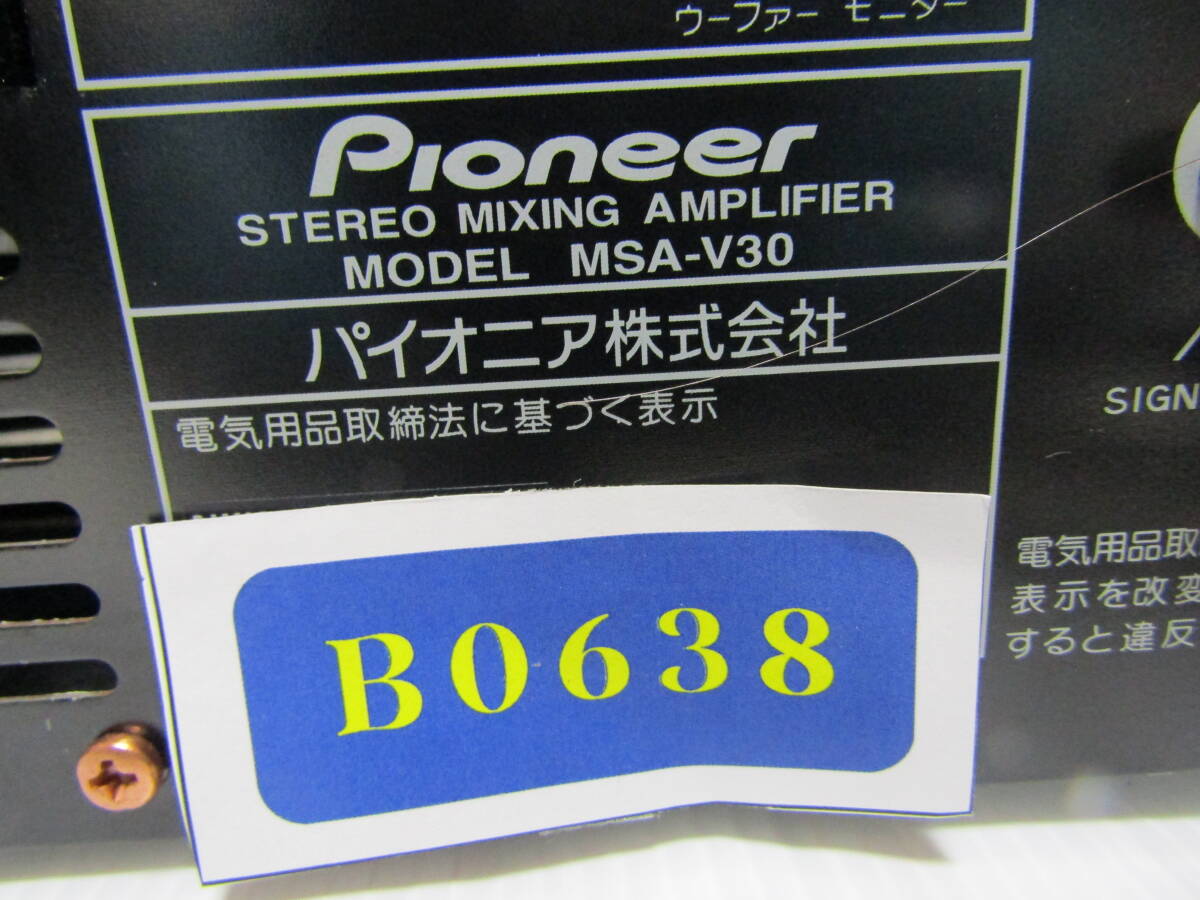 ウーファー モニター
Pioneer
STEREO MIXING AMPLIFIER
MODEL MSA-V30
パイオニア株式会社
電気用品取締法に基づく表示
SIGN
電気用品取
表示を改変
すると違反
B0638